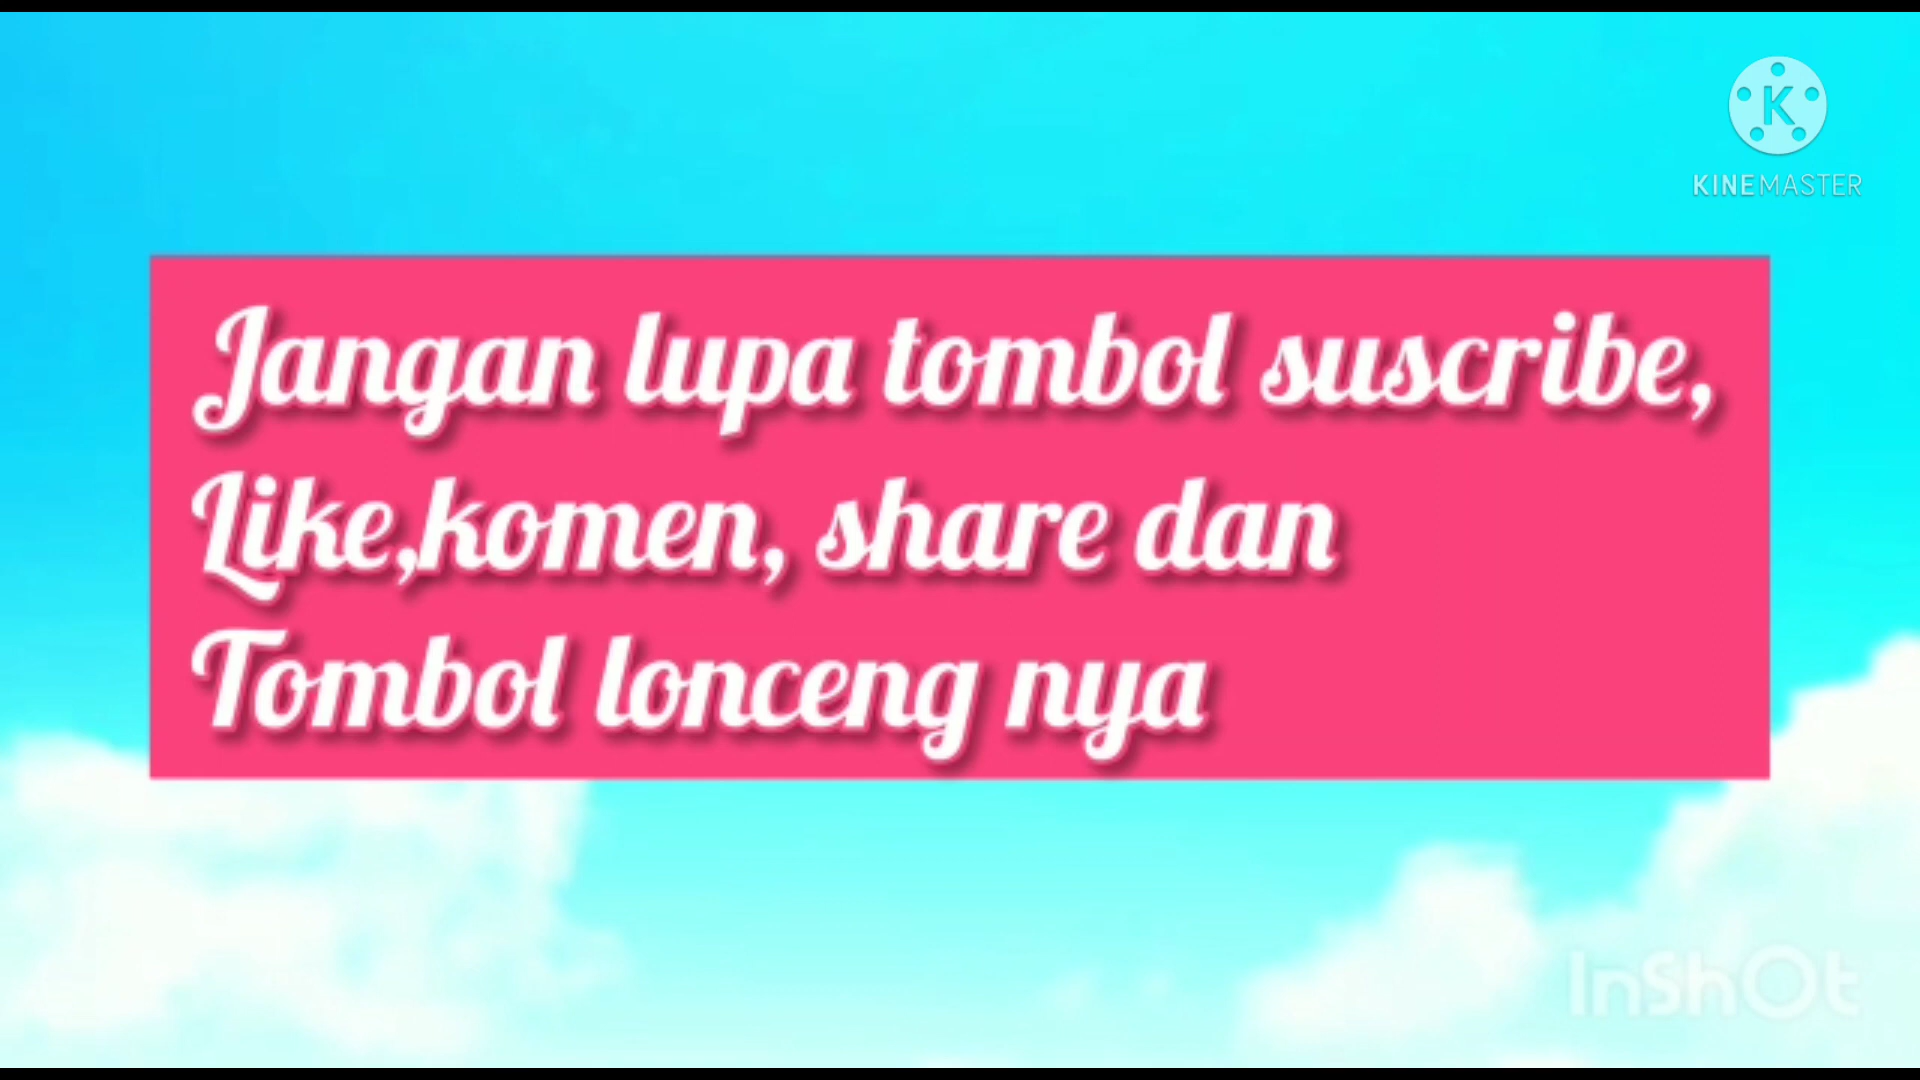 K
KINEMASTER
Jangan lupa tombol suscribe,
Like,komen, share dan
Tombol lonceng nya
InShOt